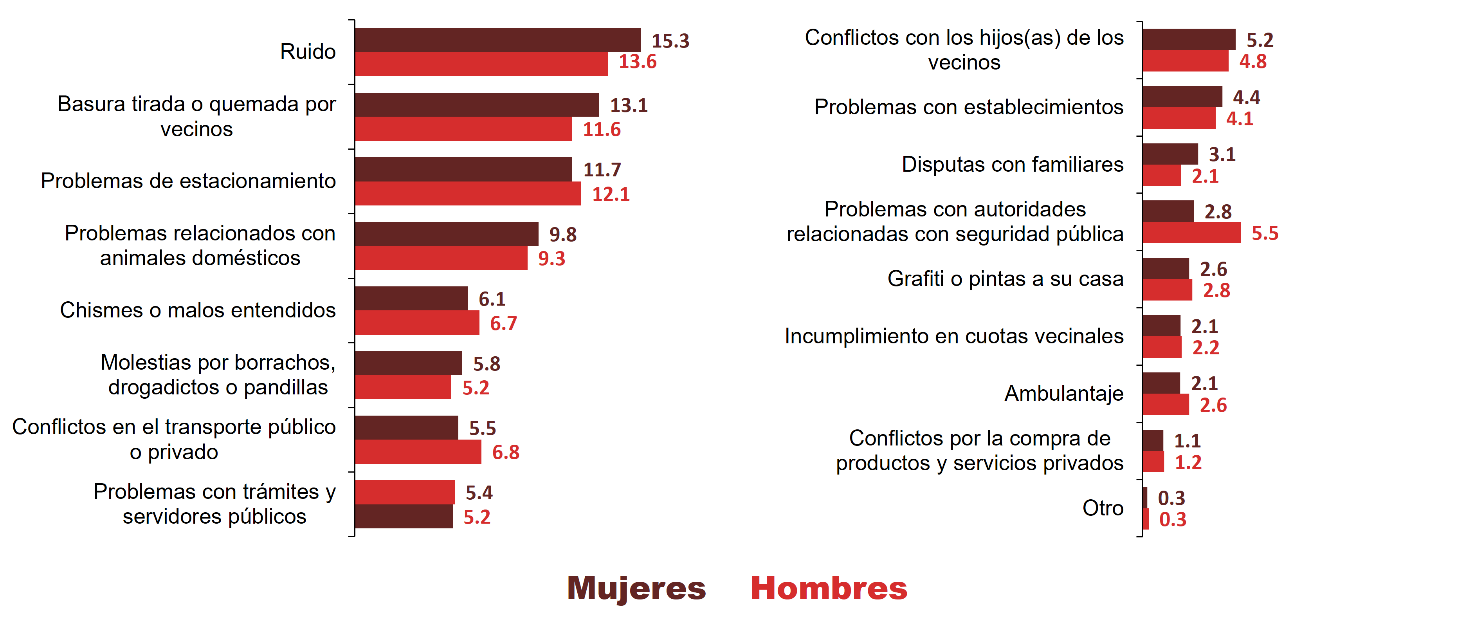 Ruido
15.3
13.6
Basura tirada o quemada por
vecinos
13.1
11.6
Problemas de estacionamiento
11.7
12.1
Problemas relacionados con
animales domésticos
9.8
9.3
Chismes o malos entendidos
6.1
6.7
Molestias por borrachos,
drogadictos o pandillas
5.8
5.2
Conflictos en el transporte público
o privado
5.5
6.8
Problemas con trámites y
servidores públicos
5.4
5.2
Conflictos con los hijos(as) de los
vecinos
5.2
4.8
Problemas con establecimientos
4.4
4.1
Disputas con familiares
3.1
2.1
Problemas con autoridades
relacionadas con seguridad pública
2.8
5.5
Grafiti o pintas a su casa
2.6
2.8
Incumplimiento en cuotas vecinales
2.1
2.2
Ambulantaje
2.1
2.6
Conflictos por la compra de
productos y servicios privados
1.1
1.2
Otro
0.3
0.3
Mujeres Hombres